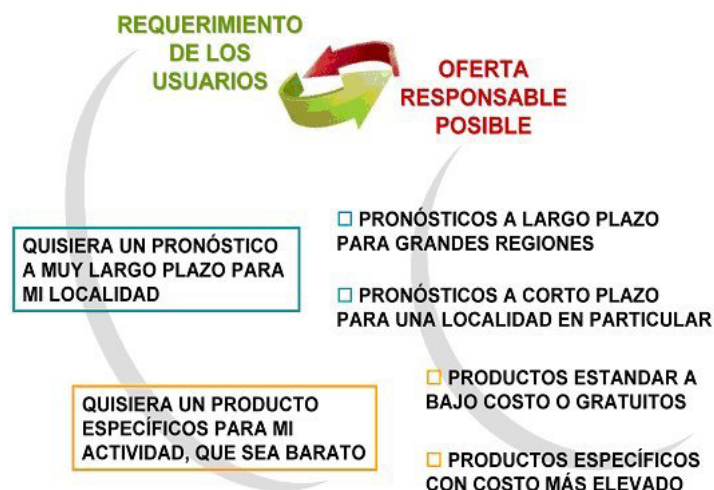 REQUERIMIENTO
DE LOS
USUARIOS
OFERTA
RESPONSABLE
POSIBLE
QUISIERA UN PRONÓSTICO
A MUY LARGO PLAZO PARA
MI LOCALIDAD
PRONÓSTICOS A LARGO PLAZO
PARA GRANDES REGIONES
PRONÓSTICOS A CORTO PLAZO
PARA UNA LOCALIDAD EN PARTICULAR
QUISIERA UN PRODUCTO
ESPECÍFICOS PARA MI
ACTIVIDAD, QUE SEA BARATO
PRODUCTOS ESTANDAR A
BAJO COSTO O GRATUITOS
PRODUCTOS ESPECÍFICOS
CON COSTO MÁS ELEVADO